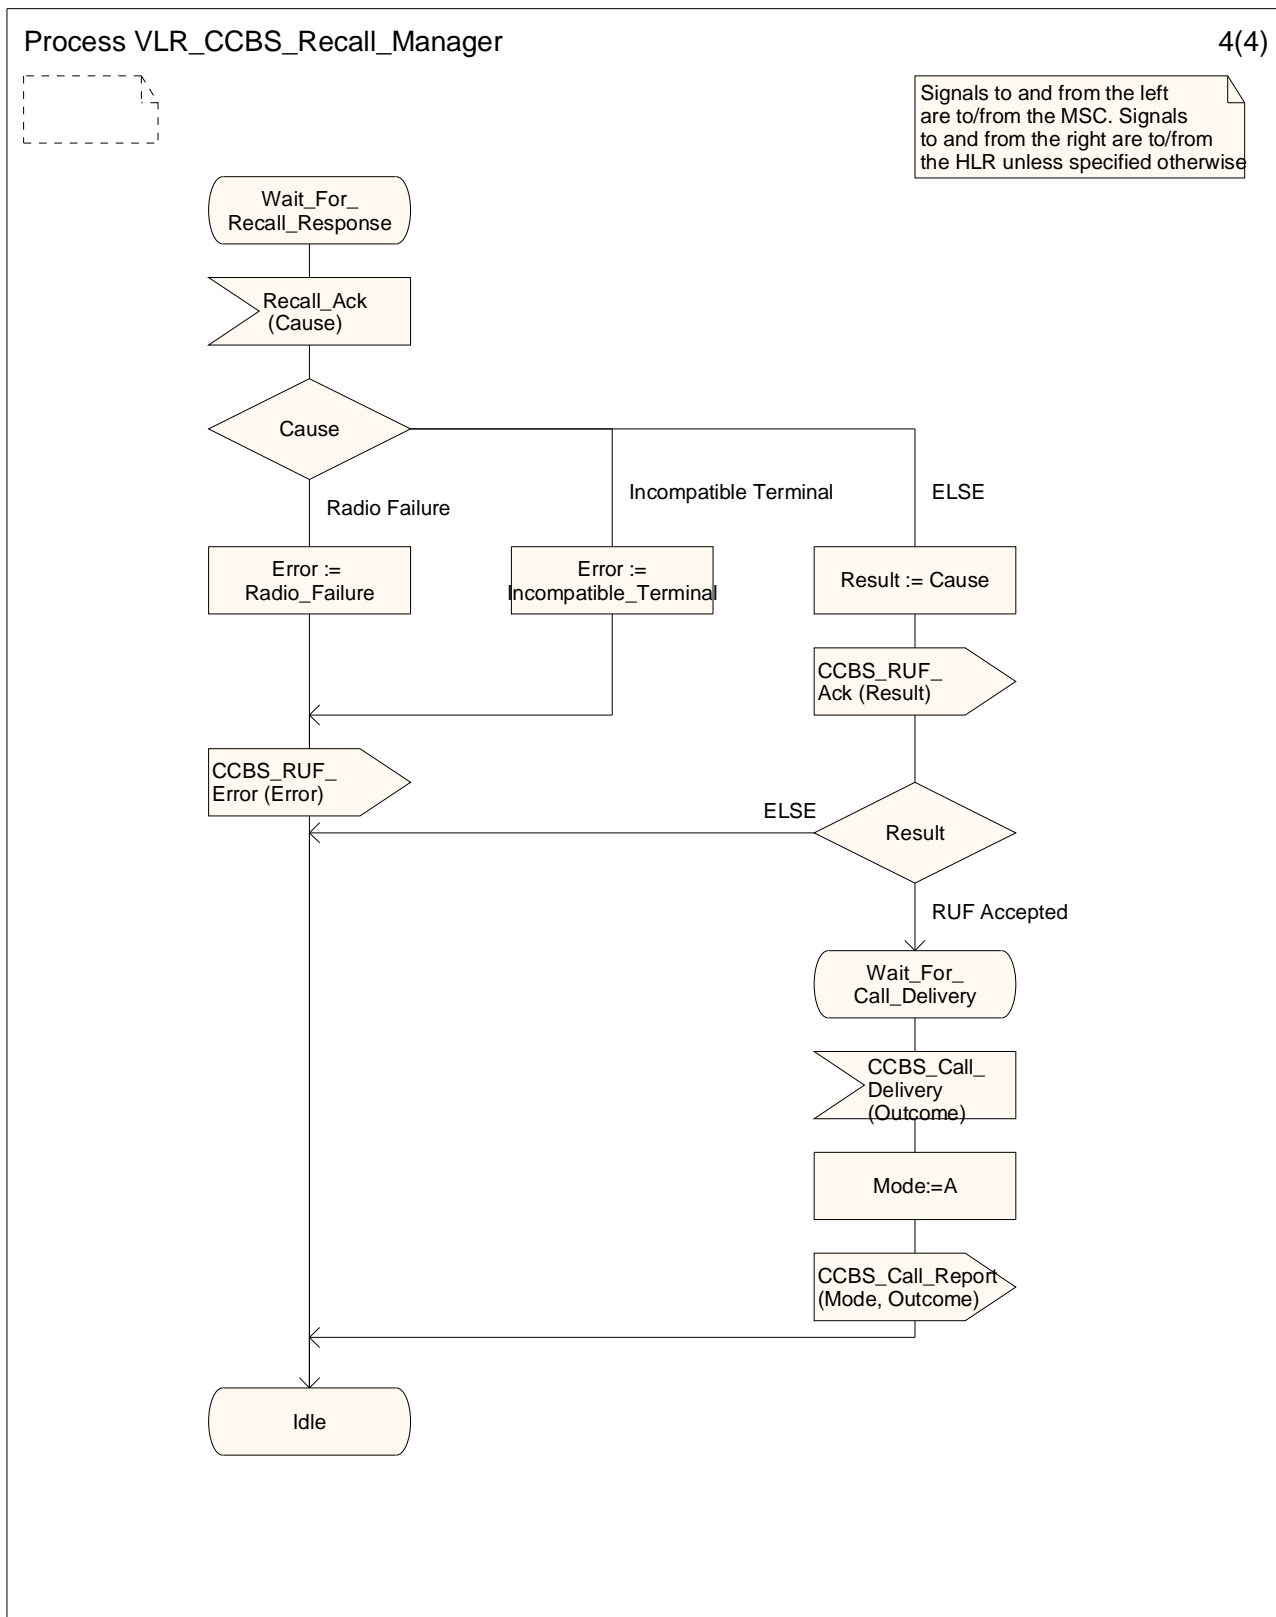 Process VLR_CCBS_Recall_Manager
4(4)
Signals to and from the left
are to/from the MSC. Signals
to and from the right are to/from
the HLR unless specified otherwise
Wait_For_
Recall_Response
Recall_Ack
(Cause)
Cause
Radio Failure
Incompatible Terminal
ELSE
Error :=
Radio_Failure
Error :=
Incompatible_Terminal
Result := Cause
CCBS_RUF_
Ack (Result)
CCBS_RUF_
Error (Error)
ELSE
Result
RUF Accepted
Wait_For_
Call_Delivery
CCBS_Call_
Delivery
(Outcome)
Mode:=A
CCBS_Call_Report
(Mode, Outcome)
Idle